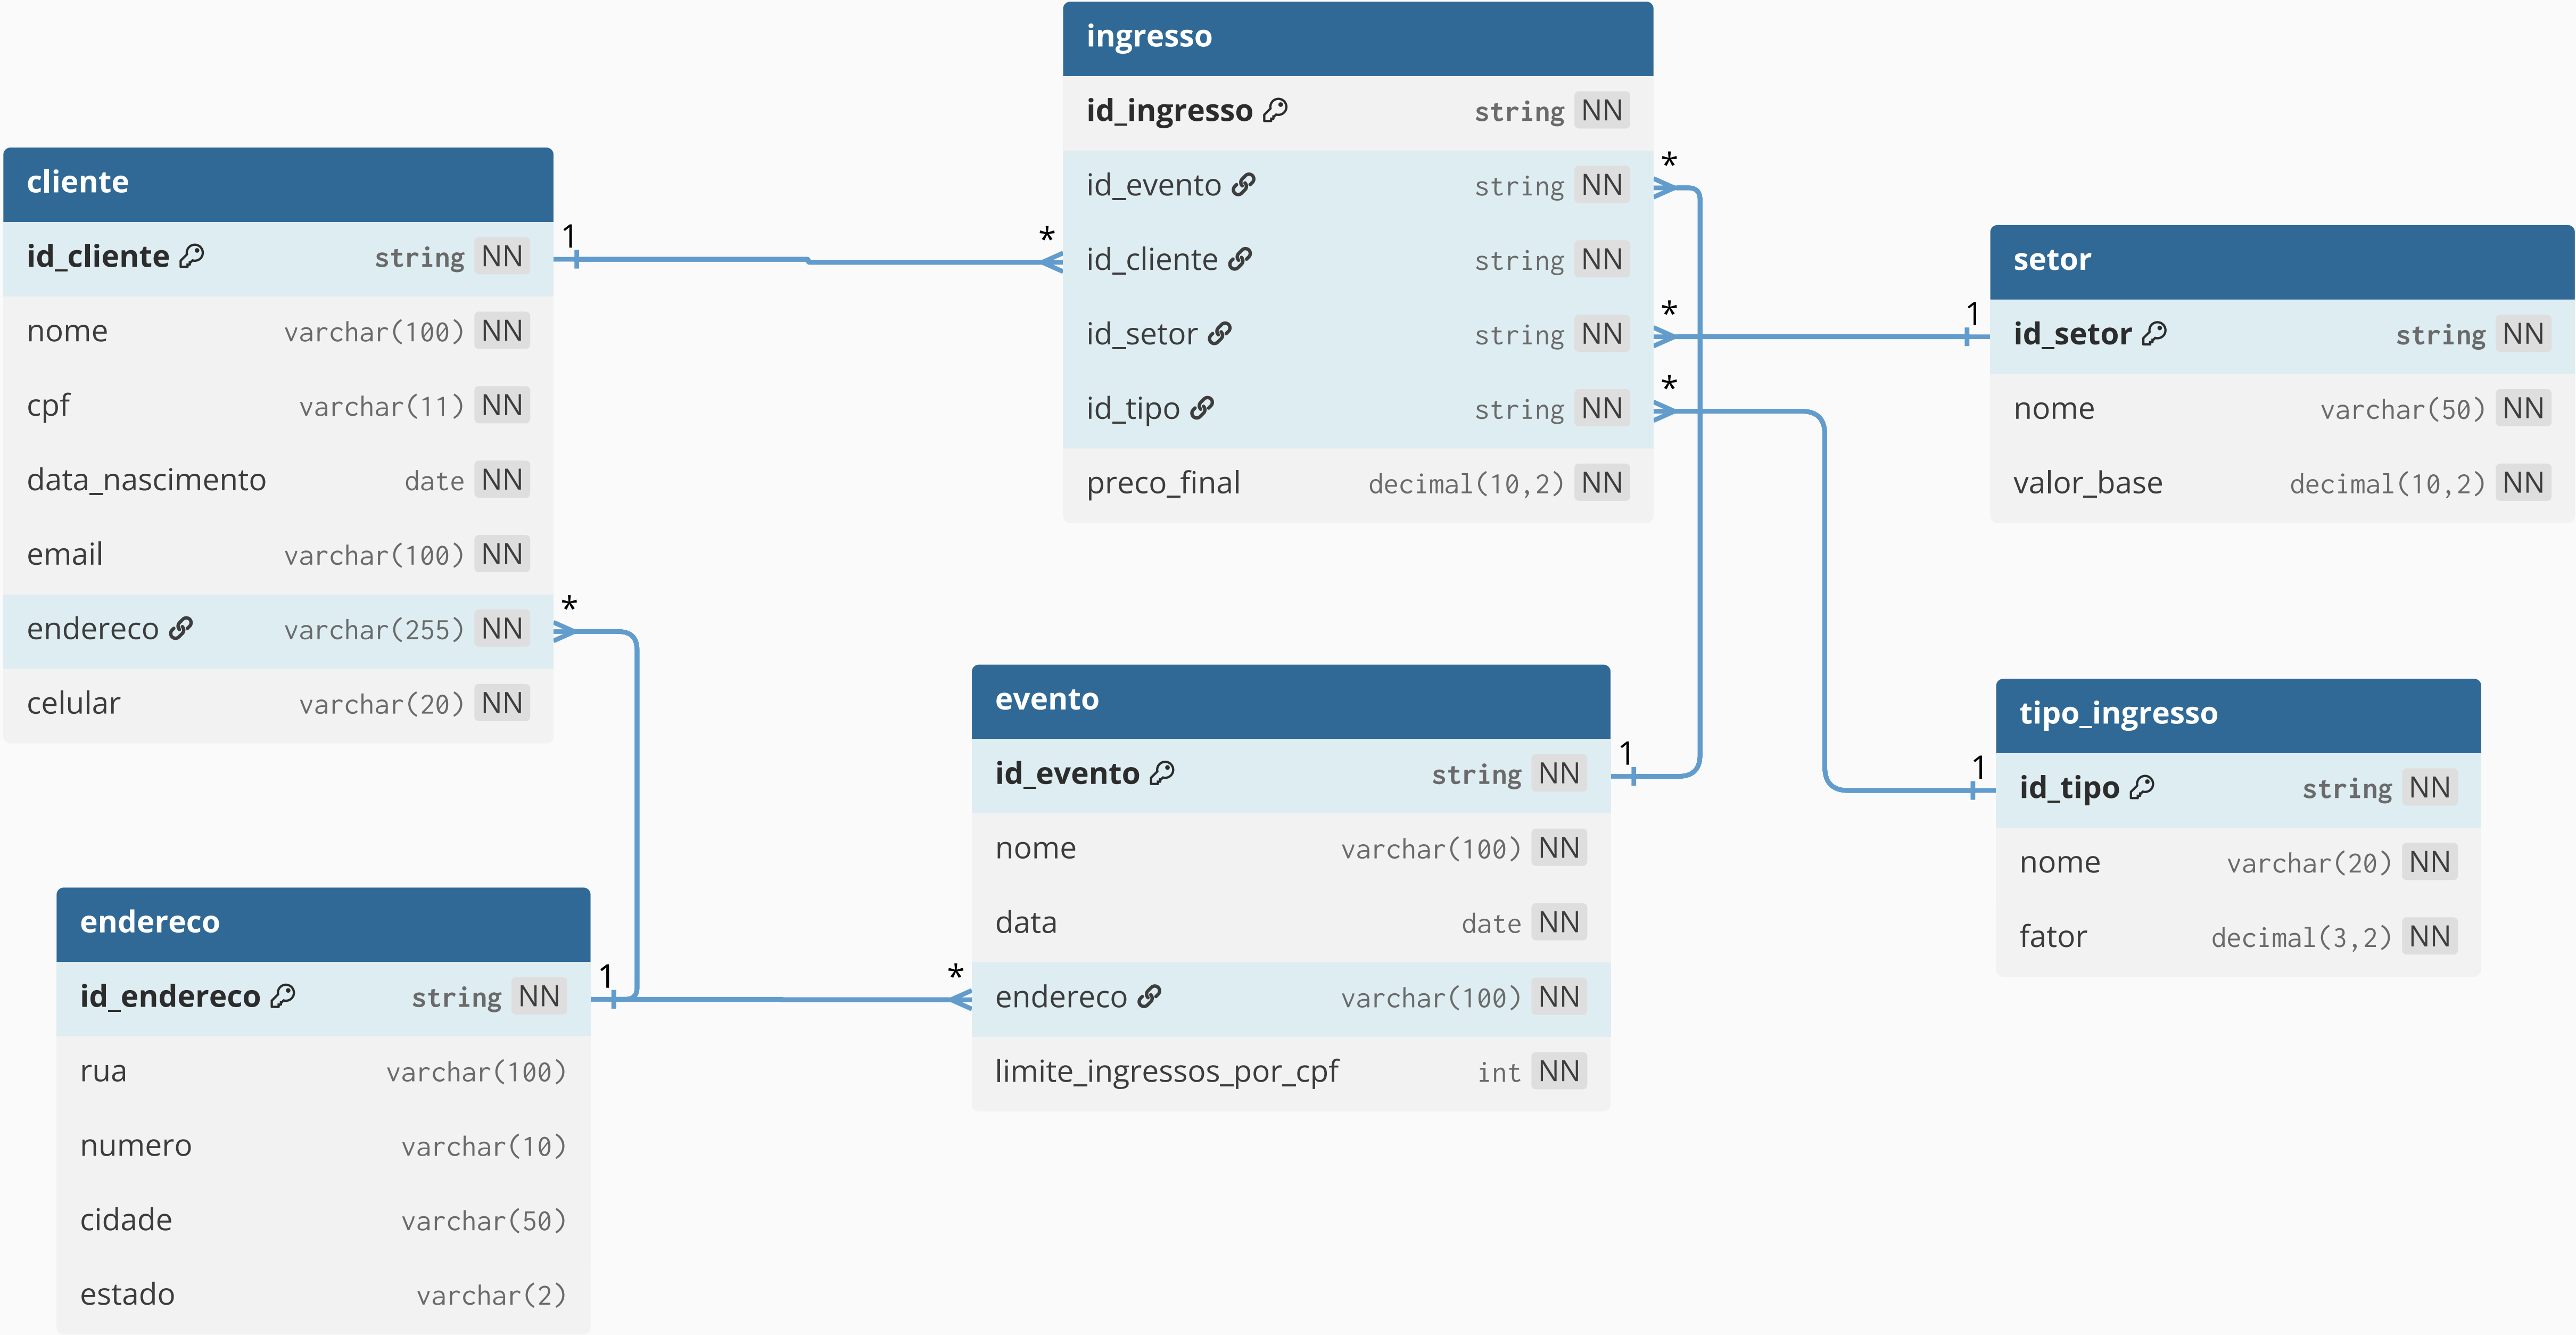 cliente
id_cliente string NN
nome varchar(100) NN
cpf varchar(11) NN
data_nascimento date NN
email varchar(100) NN
endereco varchar(255) NN
celular varchar(20) NN
1
*
*
ingresso
id_ingresso string NN
id_evento string NN
id_cliente string NN
id_setor string NN
id_tipo string NN
preco_final decimal(10,2) NN
*
*
*
1
setor
id_setor string NN
nome varchar(50) NN
valor_base decimal(10,2) NN
endereco
id_endereco string NN
rua varchar(100)
numero varchar(10)
cidade varchar(50)
estado varchar(2)
1
*
evento
id_evento string NN
nome varchar(100) NN
data date NN
endereco varchar(100) NN
limite_ingressos_por_cpf int NN
1
1
tipo_ingresso
id_tipo string NN
nome varchar(20) NN
fator decimal(3,2) NN